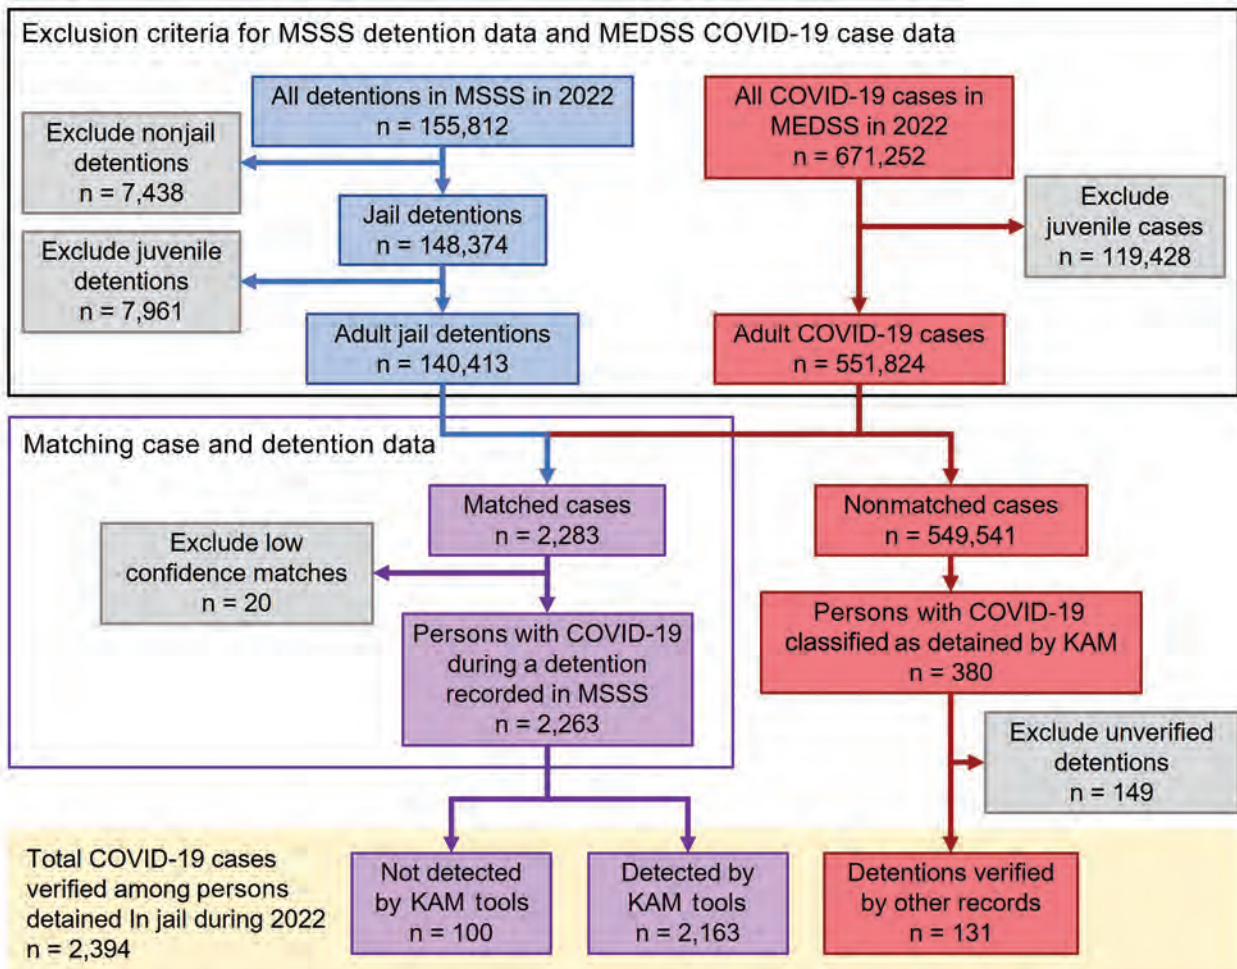 Exclusion criteria for MSSS detention data and MEDSS COVID-19 case data
All detentions in MSSS in 2022
n = 155,812
Exclude nonjail
detentions
n = 7,438
Jail detentions
n = 148,374
Exclude juvenile
detentions
n = 7,961
Adult jail detentions
n = 140,413
All COVID-19 cases in
MEDSS in 2022
n = 671,252
Exclude
juvenile cases
n = 119,428
Adult COVID-19 cases
n = 551,824
Matching case and detention data
Matched cases
n = 2,283
Exclude low
confidence matches
n = 20
Persons with COVID-19
during a detention
recorded in MSSS
n = 2,263
Nonmatched cases
n = 549,541
Persons with COVID-19
classified as detained by KAM
n = 380
Exclude unverified
detentions
n = 149
Total COVID-19 cases
verified among persons
detained In jail during 2022
n = 2,394
Not detected
by KAM tools
n = 100
Detected by
KAM tools
n = 2,163
Detentions verified
by other records
n = 131